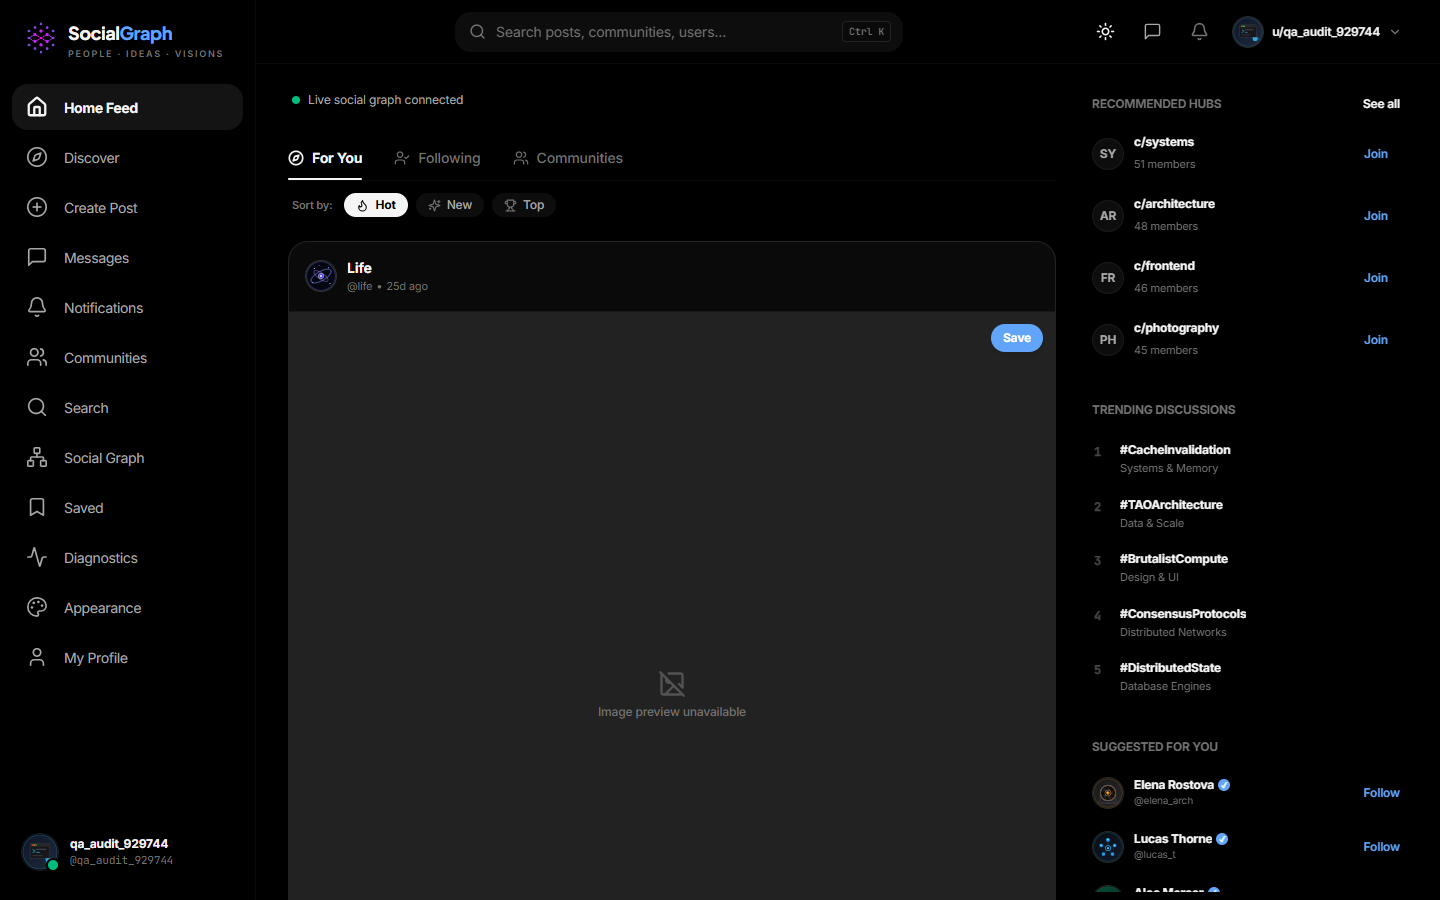 SocialGraph
PEOPLE · IDEAS · VISIONS
Home Feed
Discover
Create Post
Messages
Notifications
Communities
Search
Social Graph
Saved
Diagnostics
Appearance
My Profile
qa_audit_929744
@qa_audit_929744
Search posts, communities, users...
Ctrl K
u/qa_audit_929744
Live social graph connected
For You
Following
Communities
Sort by:
Hot
New
Top
Life
@life • 25d ago
Save
Image preview unavailable
RECOMMENDED HUBS
See all
SY
c/systems
51 members
Join
AR
c/architecture
48 members
Join
FR
c/frontend
46 members
Join
PH
c/photography
45 members
Join
TRENDING DISCUSSIONS
1
#CacheInvalidation
Systems & Memory
2
#TAOArchitecture
Data & Scale
3
#BrutalistCompute
Design & UI
4
#ConsensusProtocols
Distributed Networks
5
#DistributedState
Database Engines
SUGGESTED FOR YOU
Elena Rostova
@elena_arch
Follow
Lucas Thorne
@lucas_t
Follow